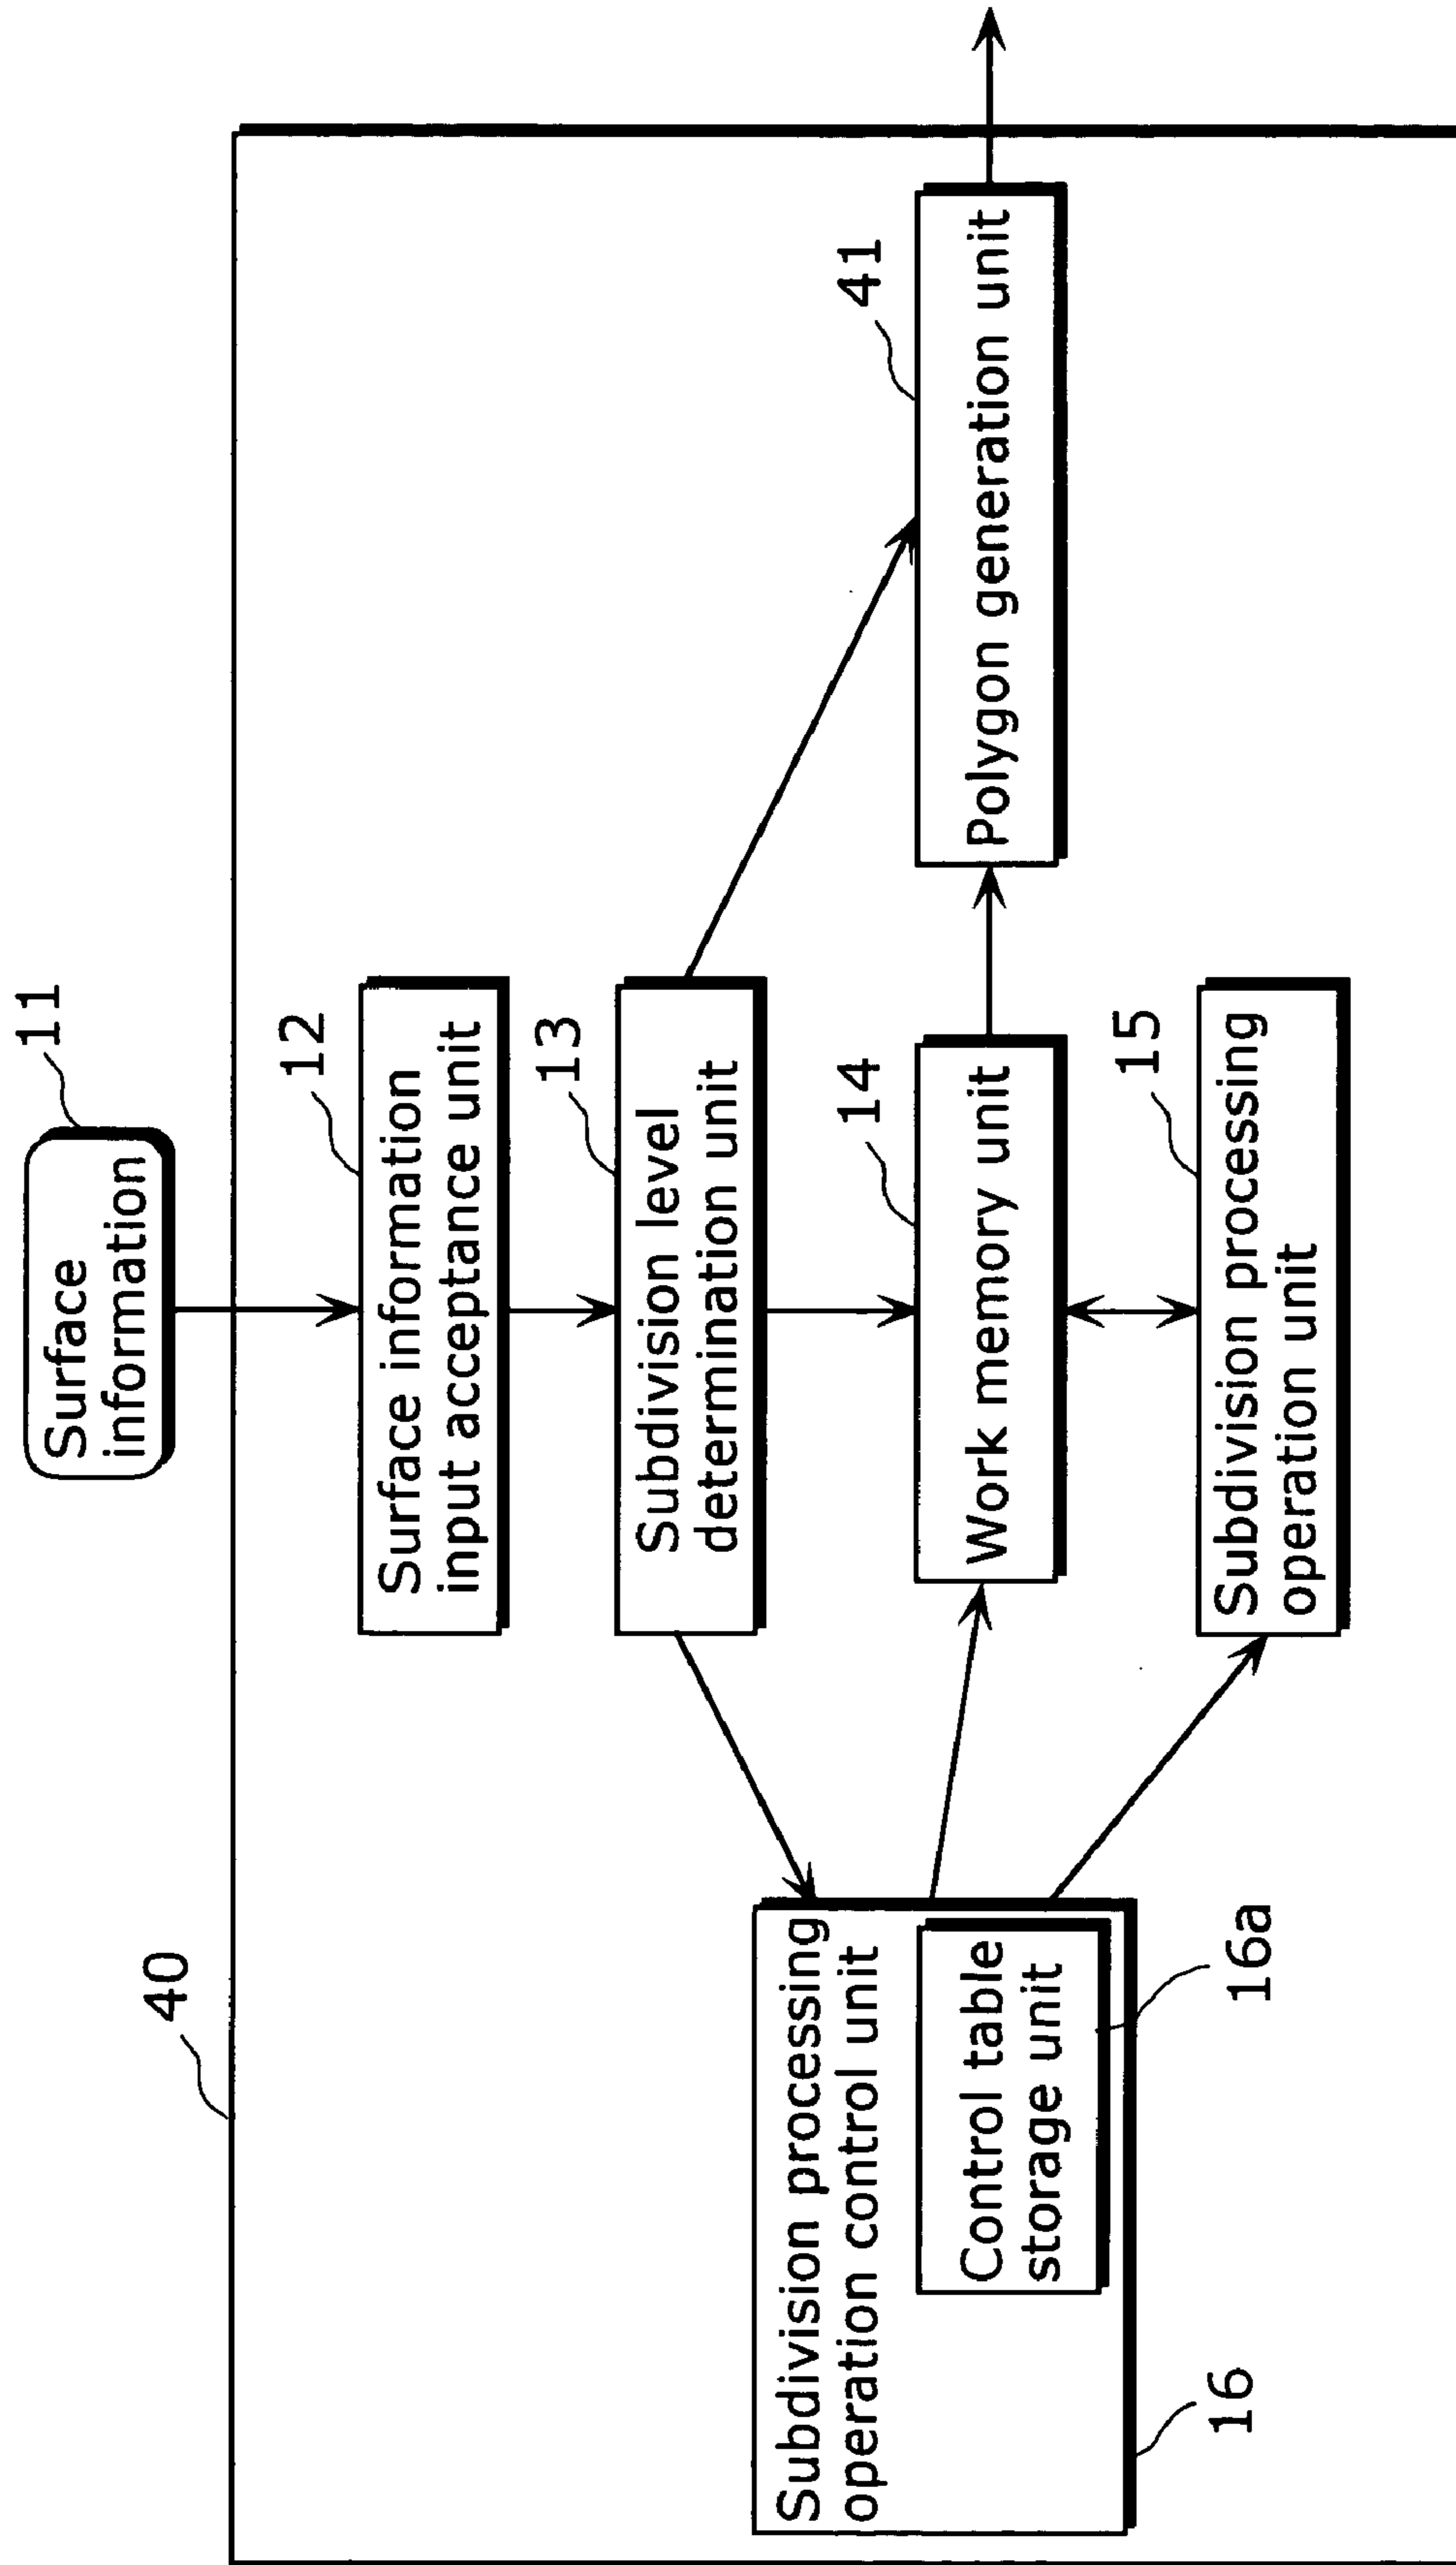 11
Surface
information
40
12
Surface information
input acceptance unit
13
Subdivision level
determination unit
41
Polygon generation unit
14
Work memory unit
15
Subdivision processing
operation unit
Subdivision processing
operation control unit
Control table
storage unit
16
16a